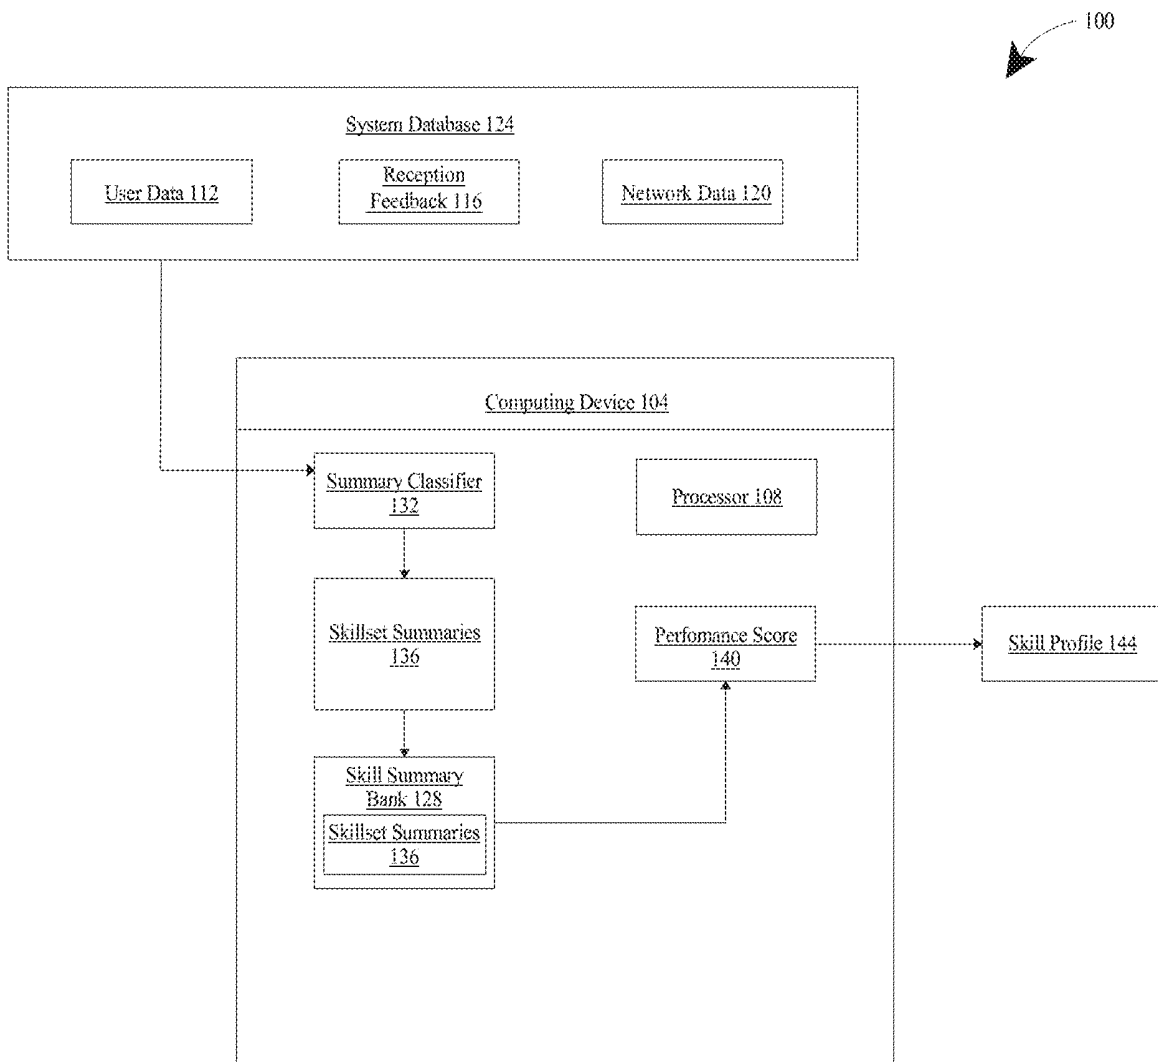 100
System Database 124
User Data 112
Reception
Feedback 116
Network Data 120
Computing Device 104
Summary Classifier
132
Processor 108
Skillset Summaries
136
Perfomance Score
140
Skill Profile 144
Skill Summary
Bank 128
Skillset Summaries
136